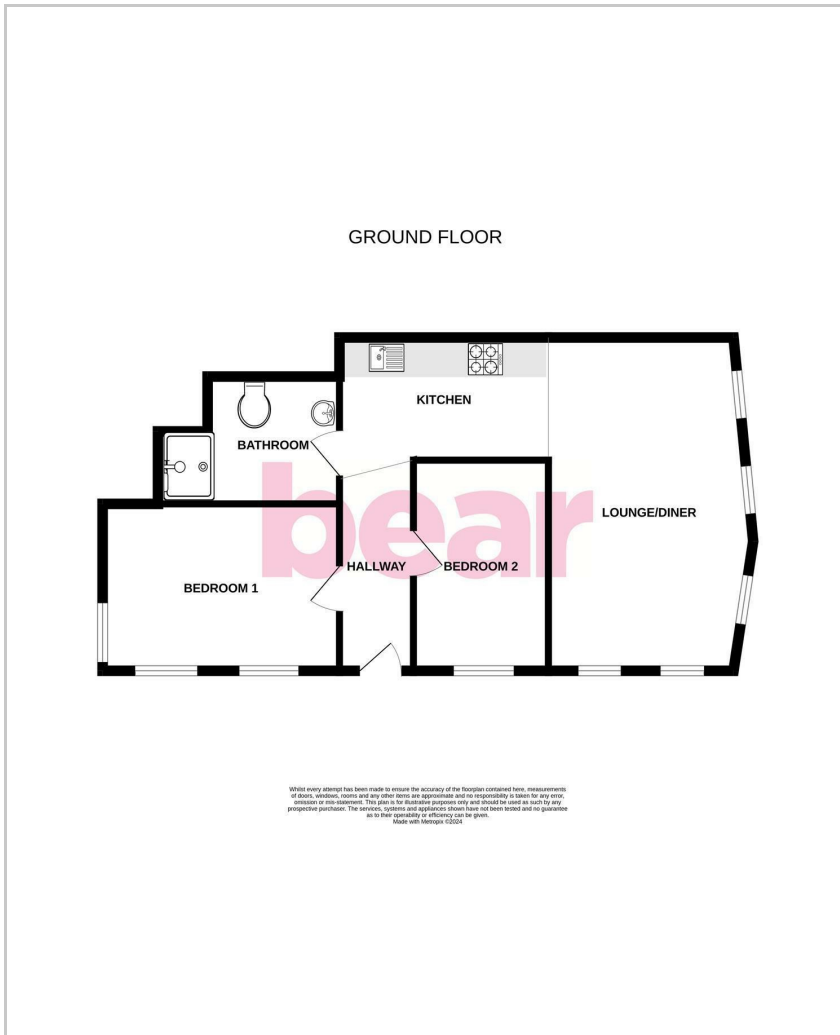 GROUND FLOOR
KITCHEN
BATHROOM
LOUNGE/DINER
bear
HALLWAY
BEDROOM 2
BEDROOM 1
Whilst every attempt has been made to ensure the accuracy of the floorplan contained here, measurements
of doors, windows, rooms and any other items are approximate and no responsibility is taken for any error,
omission or mis-statement. This plan is for illustrative purposes only and should be used as such by any
prospective purchaser. The services, systems and appliances shown have not been tested and no guarantee
as to their operability or efficiency can be given.
Made with Metropix ©2024